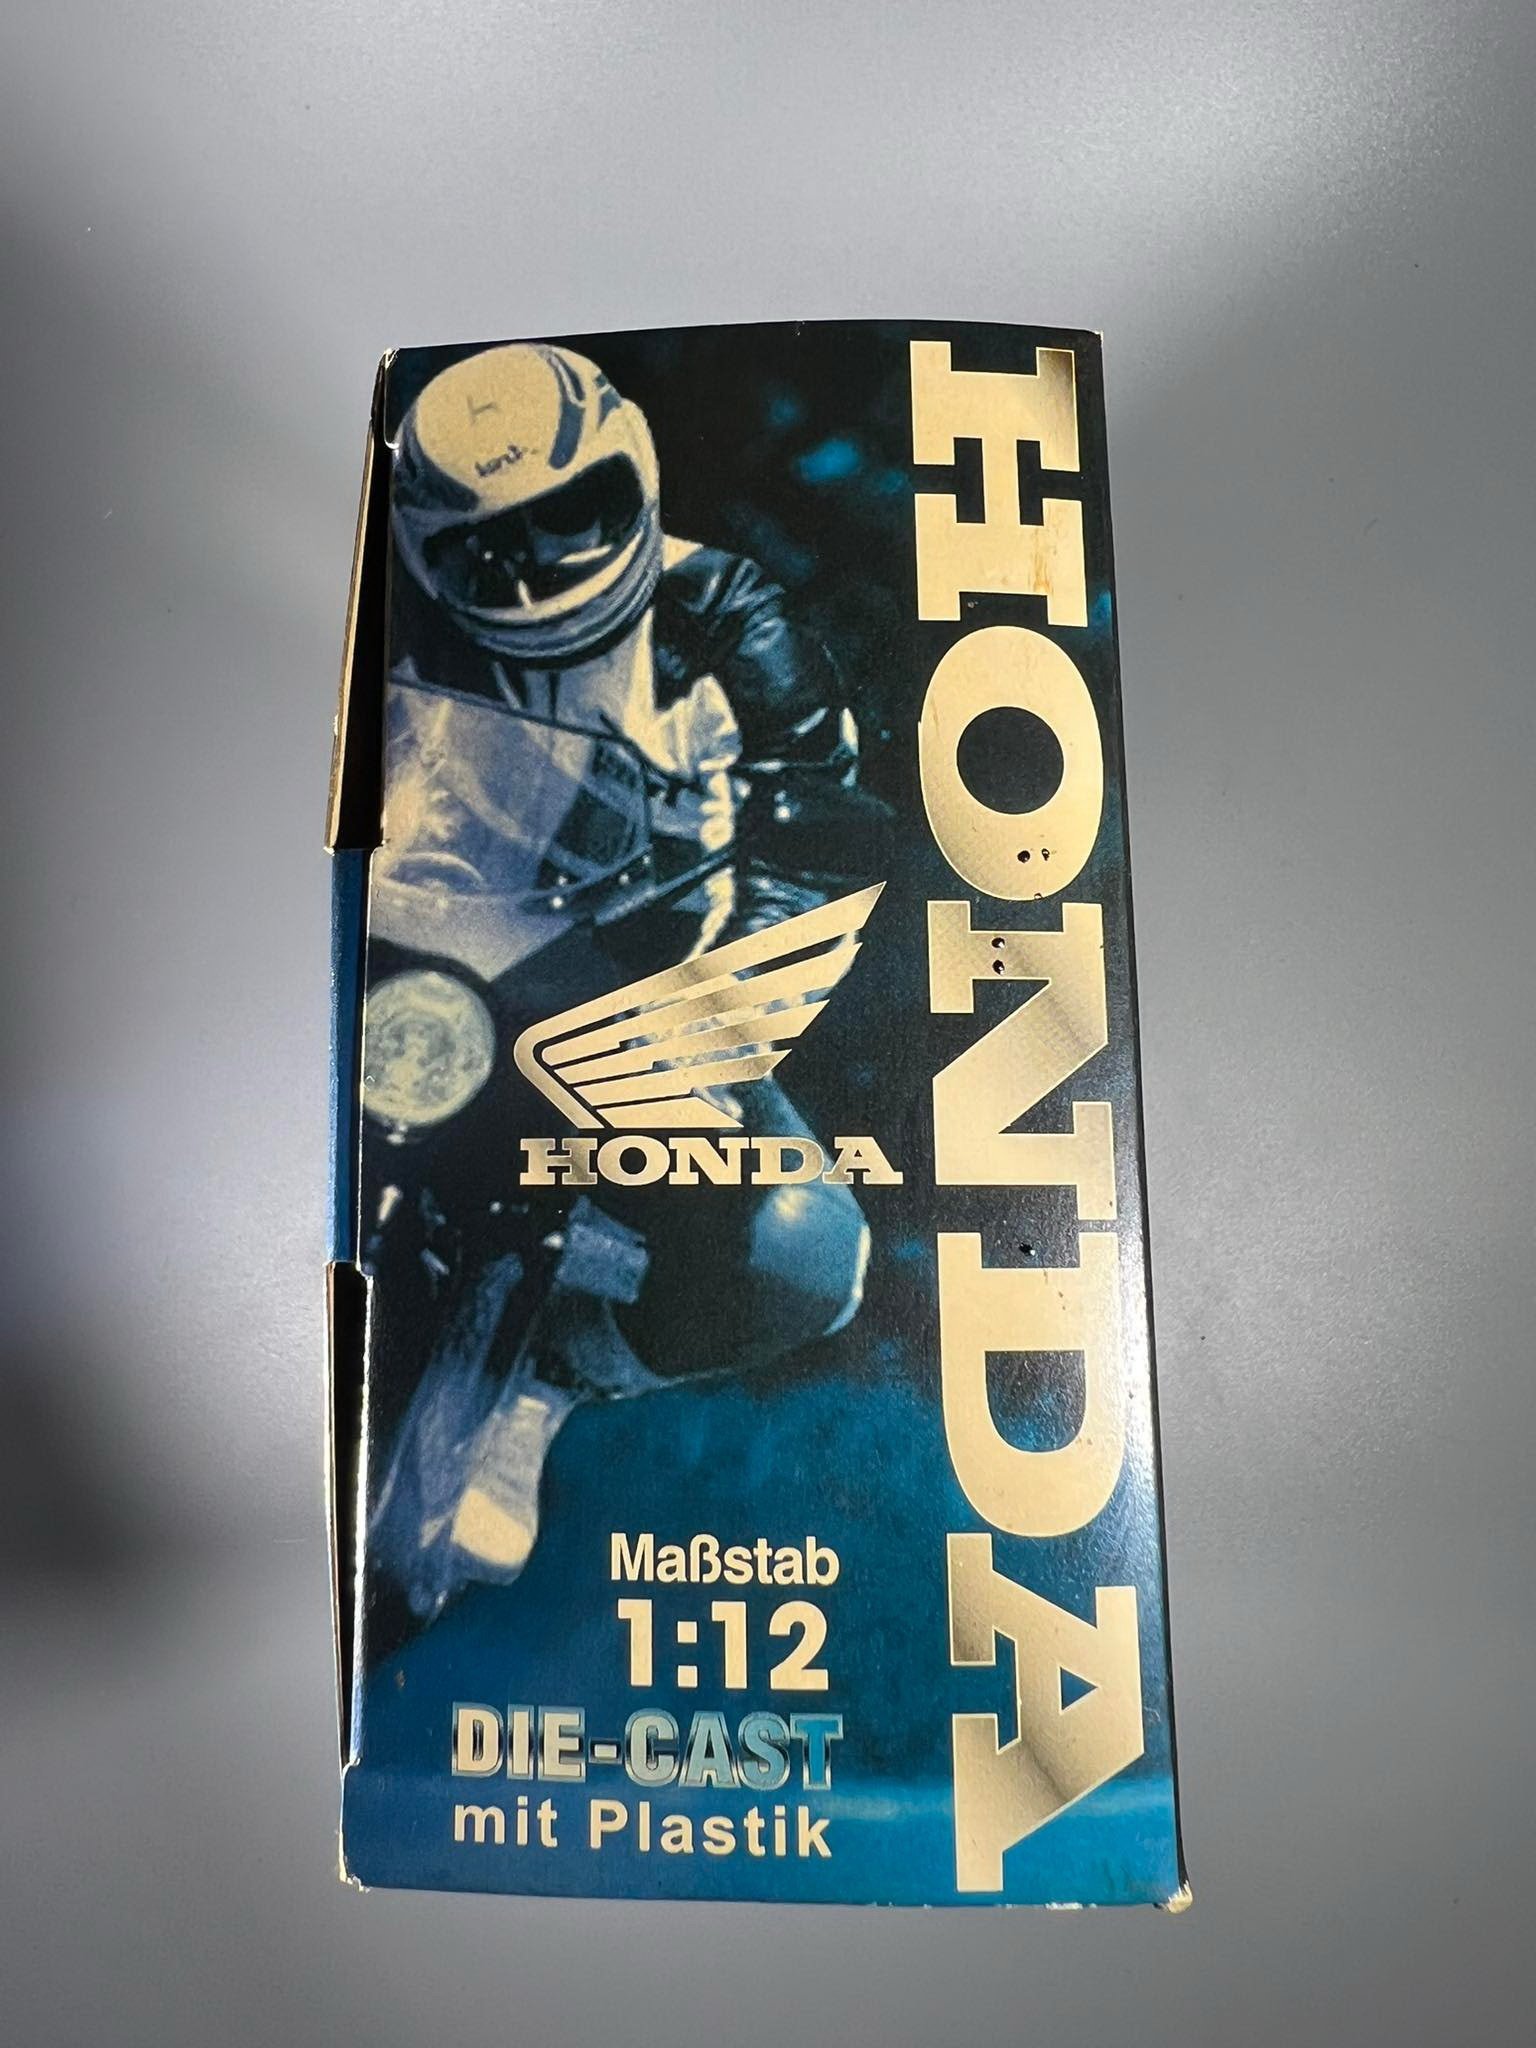 HONDA
HONDA
Maßstab
1:12
DIE-CAST
mit Plastik